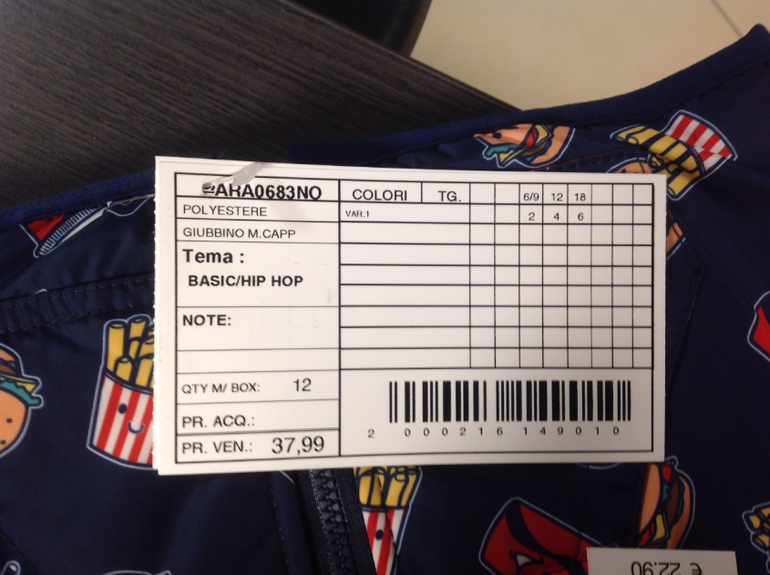 ARA0683NO COLORI TG. 6/9 12 18
POLYESTERE VAR.1 2 4 6
GIUBBINO M.CAPP
Tema :
BASIC/HIP HOP
NOTE:
QTY M/ BOX: 12
PR. ACQ.:
PR. VEN.: 37,99
2 000216 149010
€ 22.90